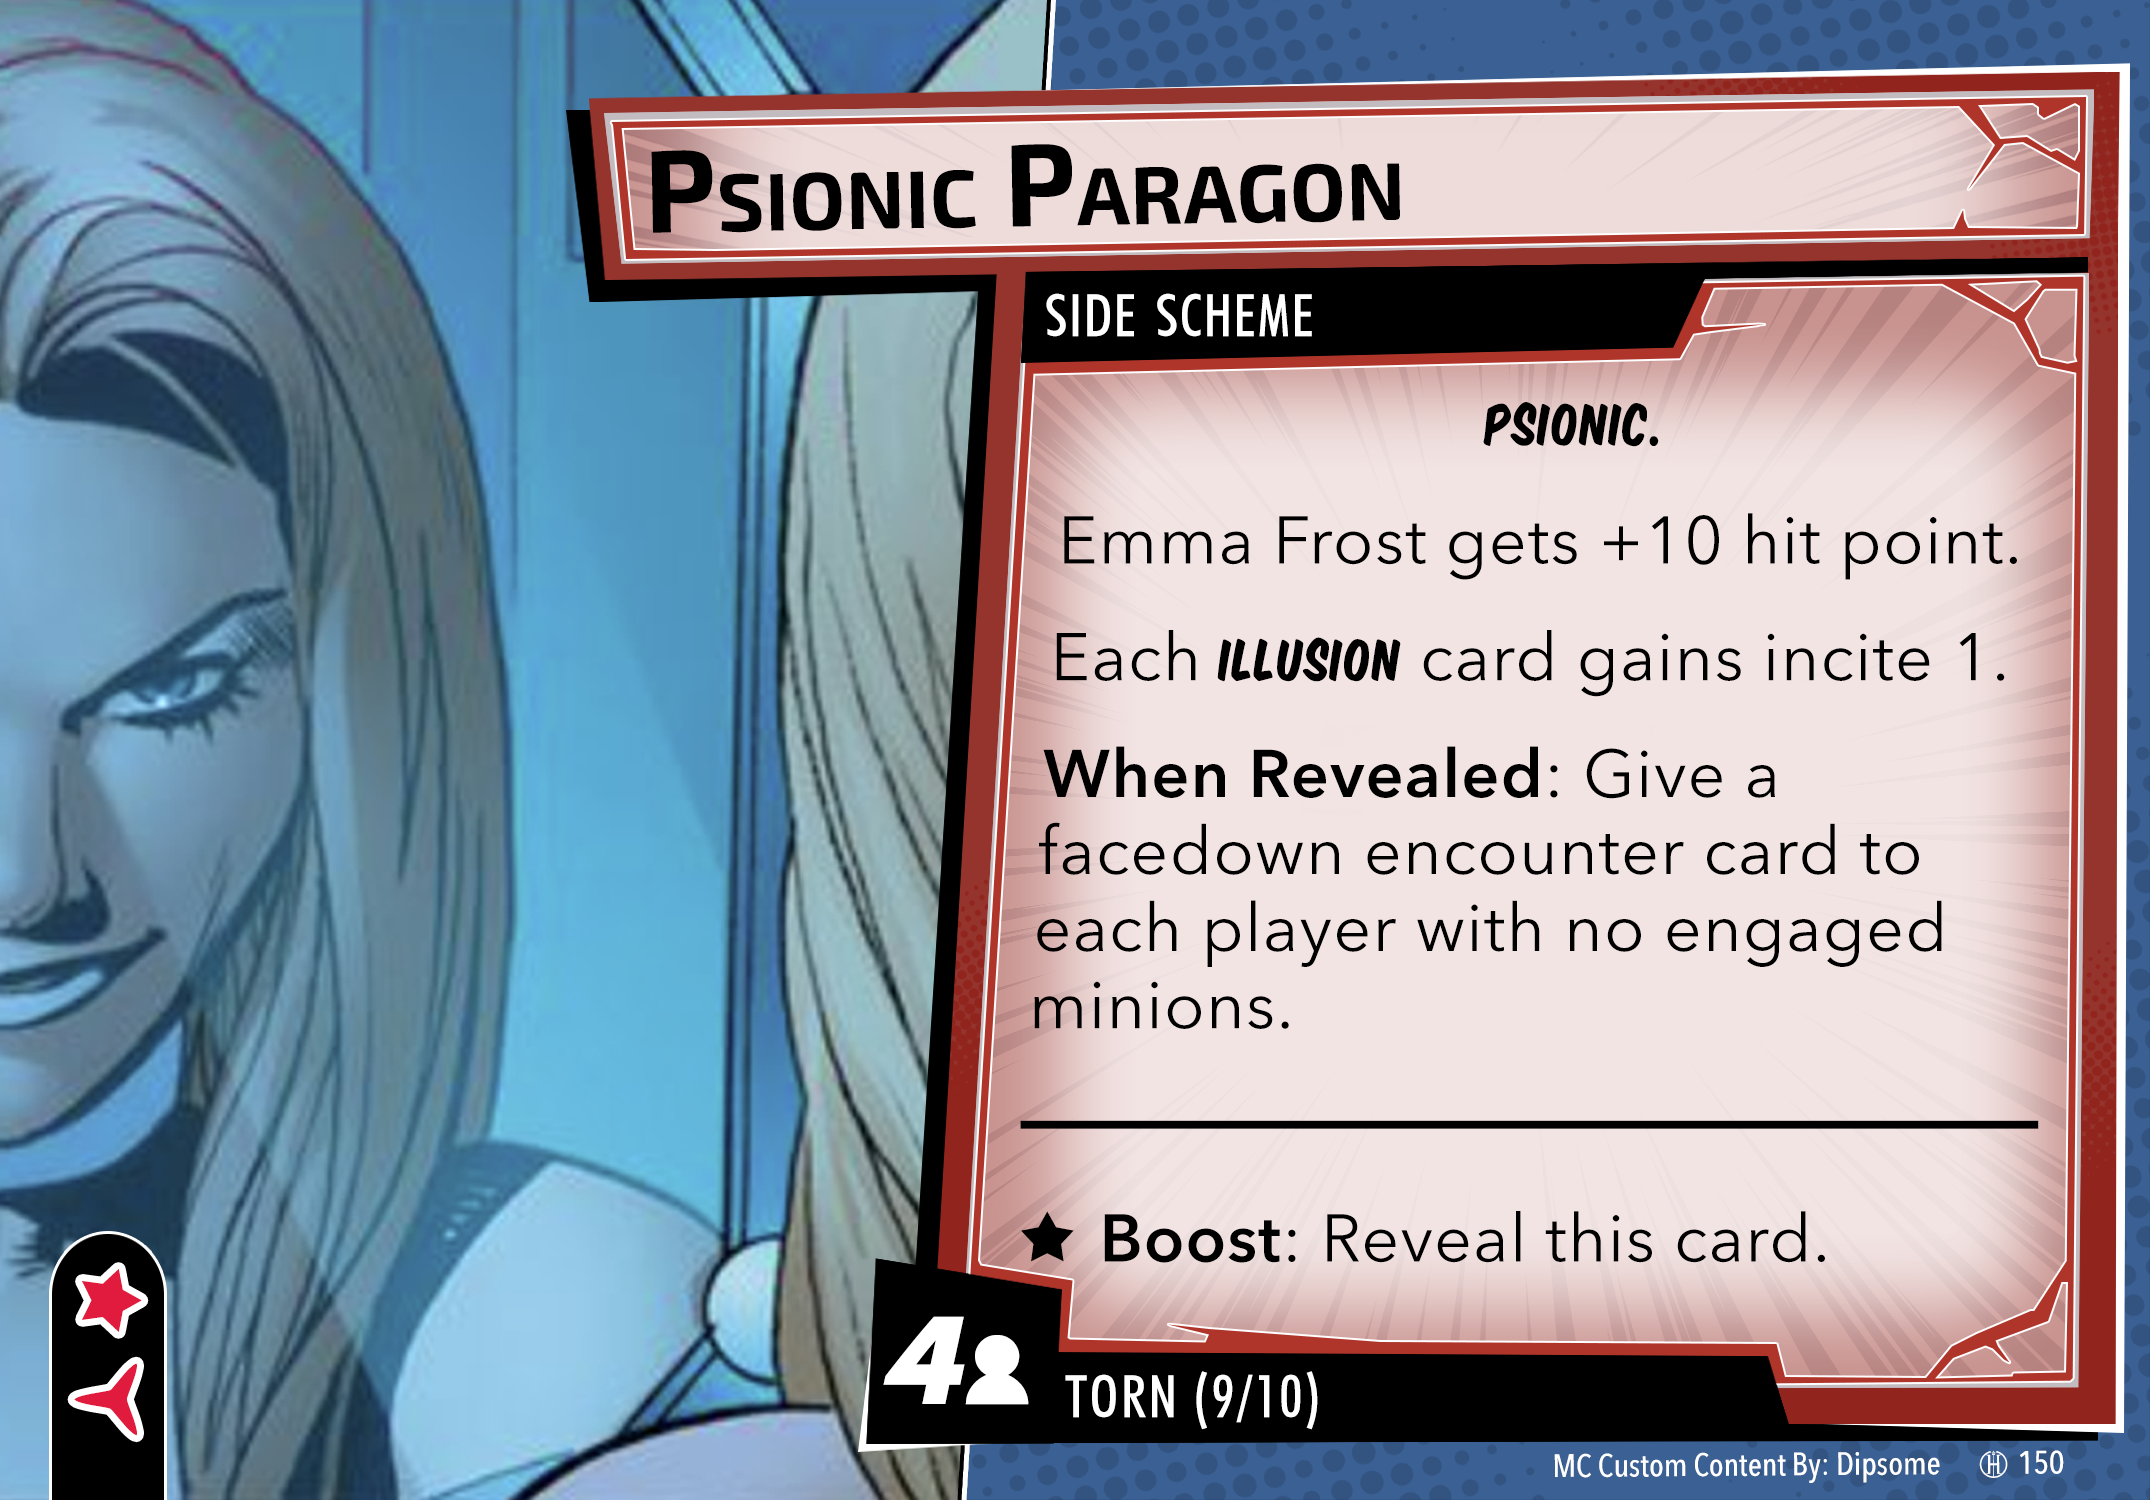 Psionic Paragon
SIDE SCHEME
PSIONIC.
Emma Frost gets +10 hit point.
Each ILLUSION card gains incite 1.
When Revealed: Give a
facedown encounter card to
each player with no engaged
minions.
★ Boost: Reveal this card.
4
TORN (9/10)
MC Custom Content By: Dipsome 150